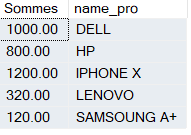 Sommes name_pro
1000.00 DELL
800.00 HP
1200.00 IPHONE X
320.00 LENOVO
120.00 SAMSOUNG A+